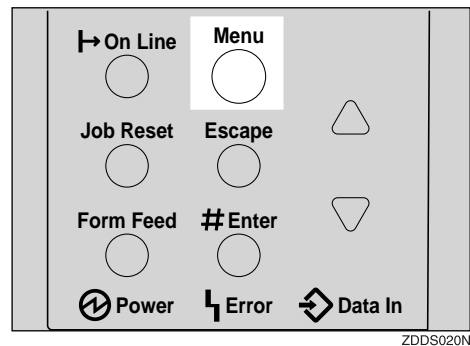 On Line Menu
Job Reset Escape
Form Feed # Enter
Power Error Data In
ZDDS020N